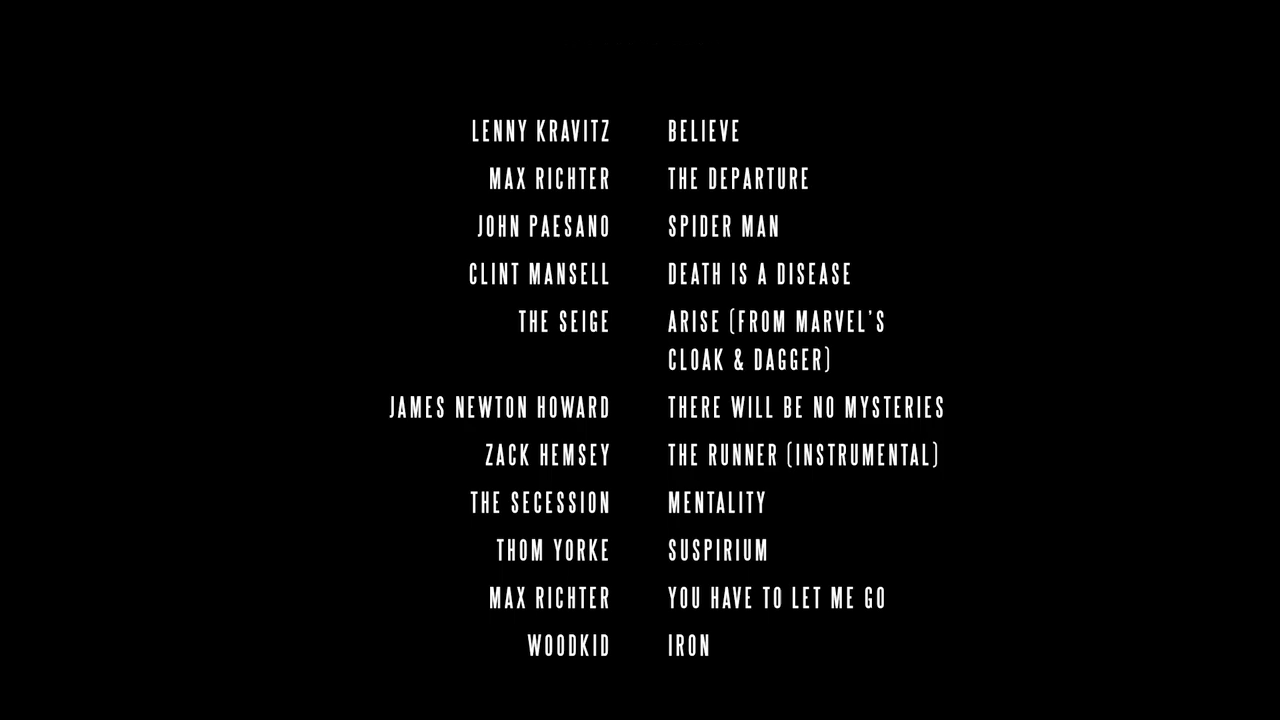 LENNY KRAVITZ BELIEVE
MAX RICHTER THE DEPARTURE
JOHN PAESANO SPIDER MAN
CLINT MANSELL DEATH IS A DISEASE
THE SEIGE ARISE (FROM MARVEL'S
CLOAK & DAGGER)
JAMES NEWTON HOWARD THERE WILL BE NO MYSTERIES
ZACK HEMSEY THE RUNNER (INSTRUMENTAL)
THE SECESSION MENTALITY
THOM YORKE SUSPIRIUM
MAX RICHTER YOU HAVE TO LET ME GO
WOODKID IRON